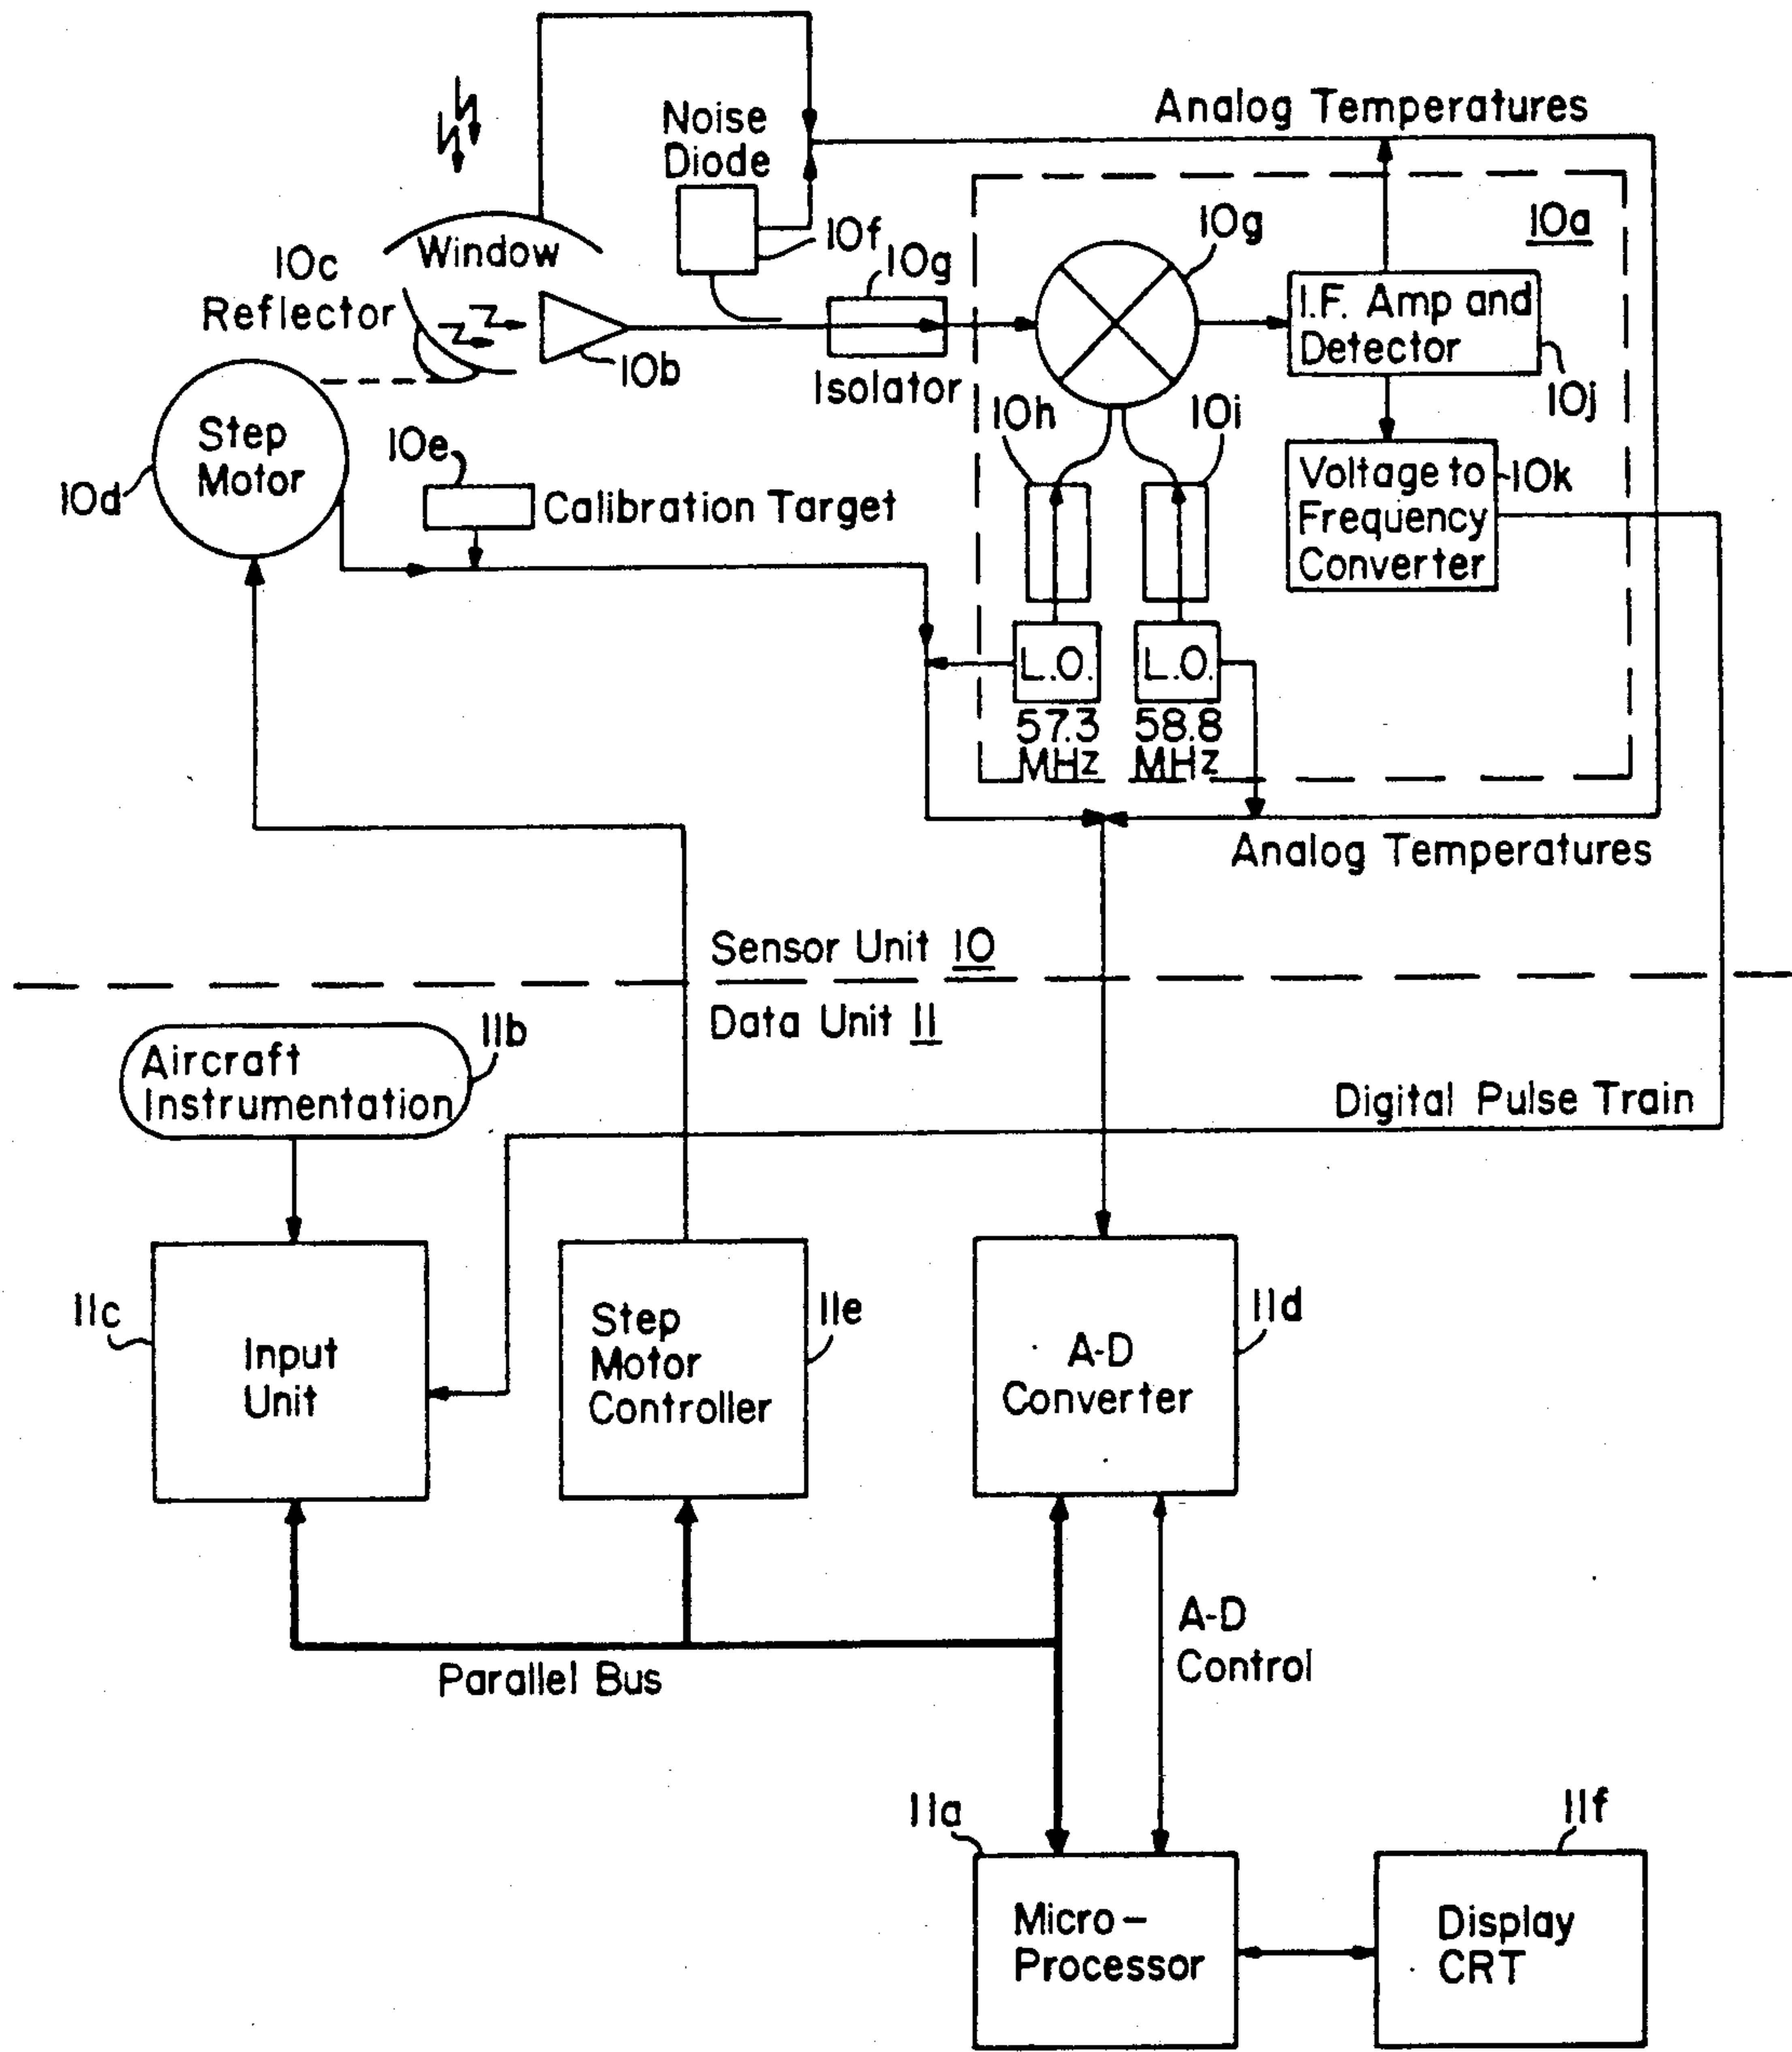 Analog Temperatures
Noise
Diode
10a
10g
10f
Window
10c
Reflector
10g
10b
Isolator
I.F. Amp and
Detector
10j
10h
10i
Step
Motor
10d
10e
Calibration Target
Voltage to
Frequency
Converter
10k
L.O.
L.O.
57.3
MHz
58.8
MHz
Analog Temperatures
Sensor Unit 10
Data Unit 11
Aircraft
Instrumentation
11b
Digital Pulse Train
11c
Input
Unit
Step
Motor
Controller
11e
A-D
Converter
11d
A-D
Control
Parallel Bus
11a
Micro-
Processor
11f
Display
CRT